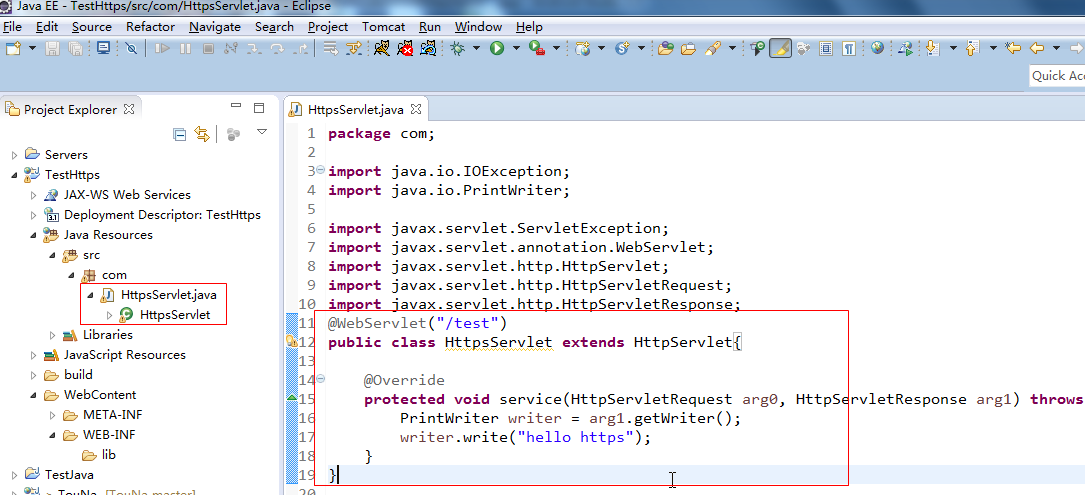 Java EE - TestHttps/src/com/HttpsServlet.java - Eclipse
File Edit Source Refactor Navigate Search Project Tomcat Run Window Help
Quick Acc
Project Explorer
Servers
TestHttps
JAX-WS Web Services
Deployment Descriptor: TestHttps
Java Resources
src
com
HttpsServlet.java
HttpsServlet
Libraries
JavaScript Resources
build
WebContent
META-INF
WEB-INF
lib
TestJava
TouNa [TouNa master]
HttpsServlet.java
1 package com;
2
3 import java.io.IOException;
4 import java.io.PrintWriter;
5
6 import javax.servlet.ServletException;
7 import javax.servlet.annotation.WebServlet;
8 import javax.servlet.http.HttpServlet;
9 import javax.servlet.http.HttpServletRequest;
10 import javax.servlet.http.HttpServletResponse;
11 @WebServlet("/test")
12 public class HttpsServlet extends HttpServlet{
13
14 @Override
15 protected void service(HttpServletRequest arg0, HttpServletResponse arg1) throws
16 PrintWriter writer = arg1.getWriter();
17 writer.write("hello https");
18 }
19 }
20